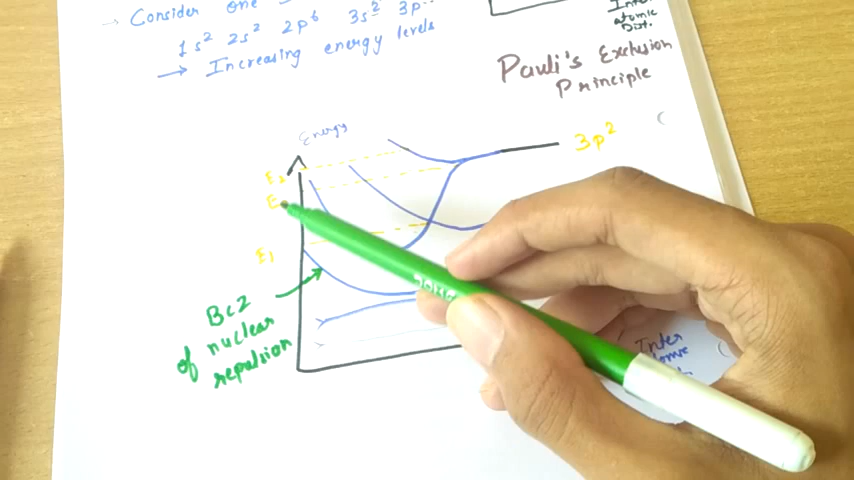 → Consider one
1s² 2s² 2p⁶ 3s² 3p
→ Increasing energy levels
atomic
Dist.
Pauli's Exclusion
Principle
Energy
3p²
E
E₁
Bcz
of nuclear
repulsion
Inter